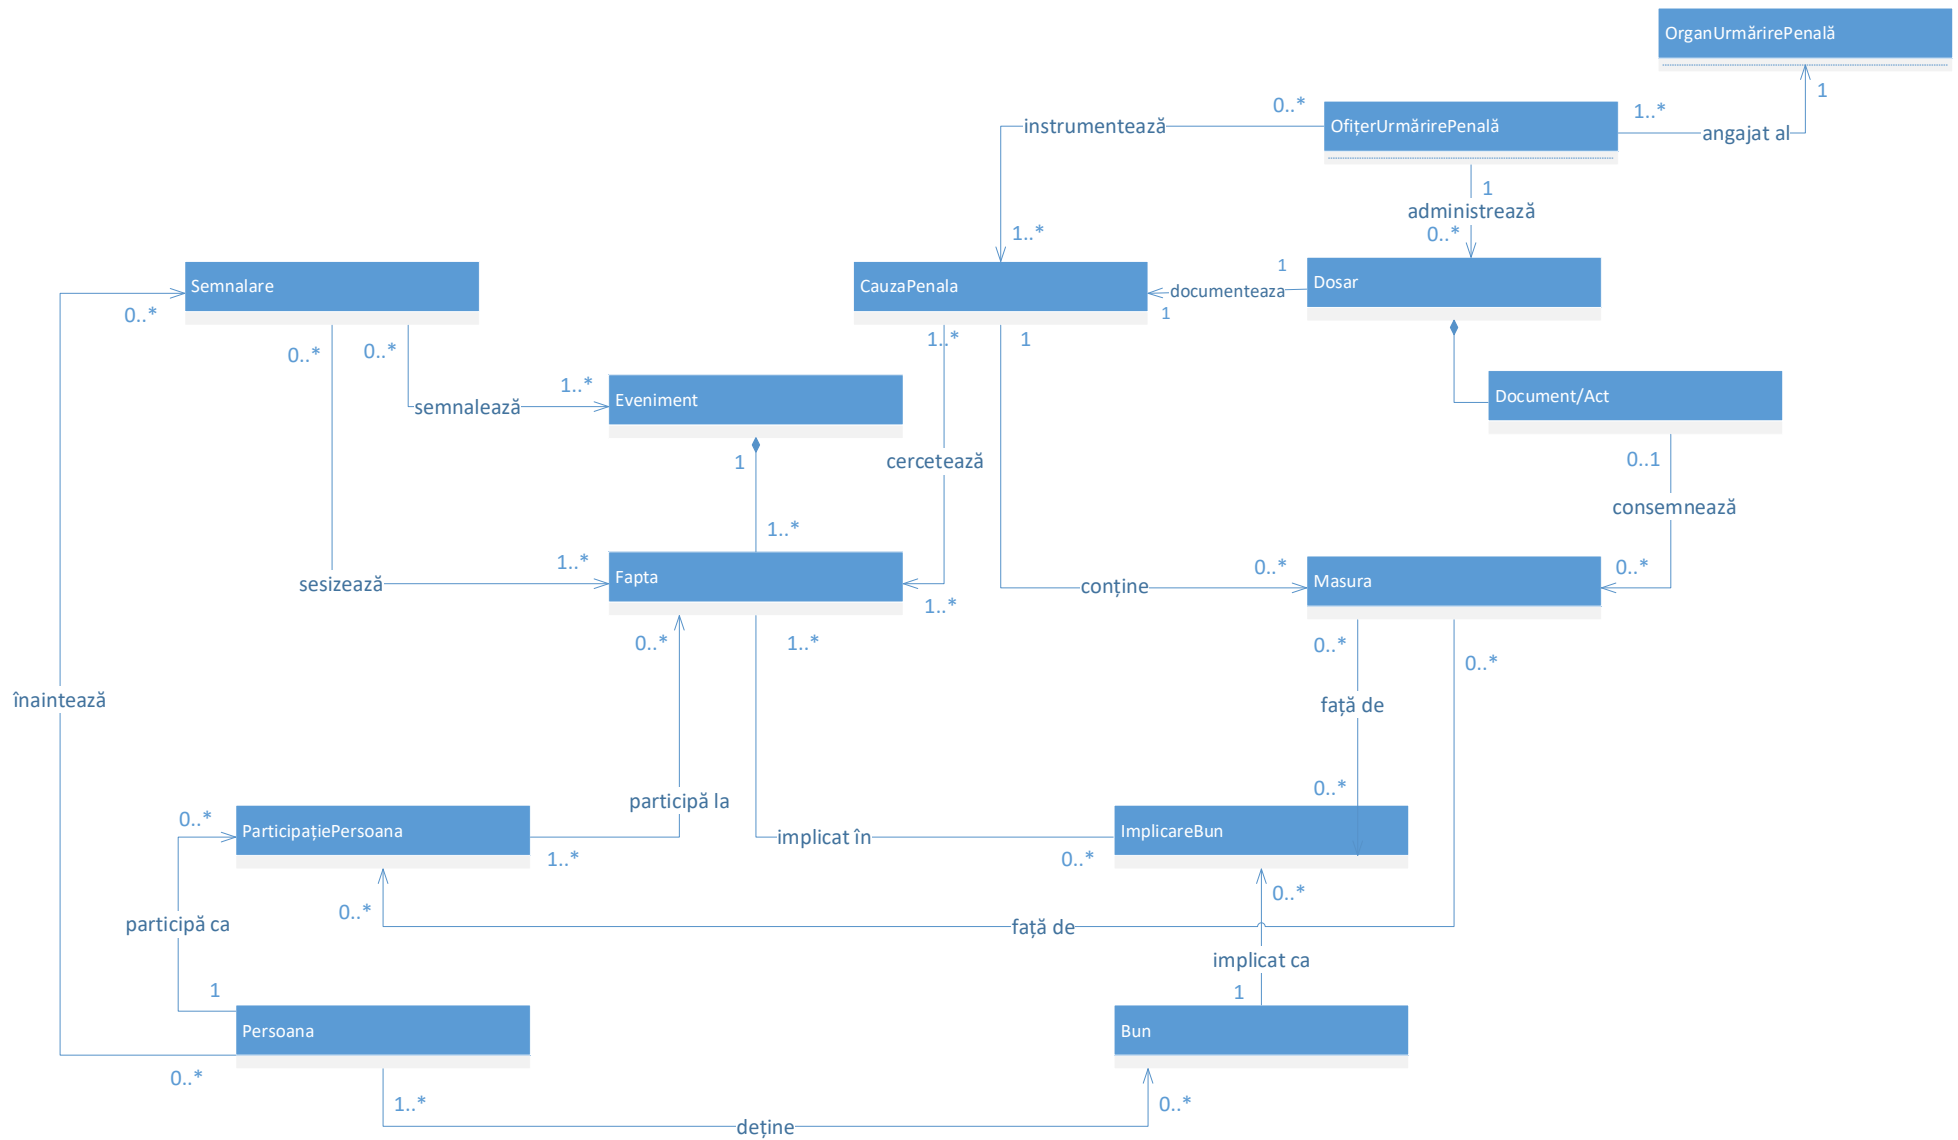 OrganUrmărirePenală
0..*
1..*
1
instrumentează
OfițerUrmărirePenală
angajat al
1
administrează
1..*
0..*
Semnalare
CauzaPenala
1
documenteaza
Dosar
0..*
1
1..*
1
0..*
0..*
1..*
semnalează
Eveniment
Document/Act
1
cercetează
0..1
1..*
consemnează
1..*
sesizează
Fapta
1..*
conține
0..*
Masura
0..*
0..*
1..*
0..*
0..*
față de
înaintează
0..*
participă la
0..*
ParticipațiePersoana
1..*
implicat în
0..*
ImplicareBun
0..*
0..*
participă ca
față de
implicat ca
1
1
Persoana
Bun
0..*
1..*
0..*
deține